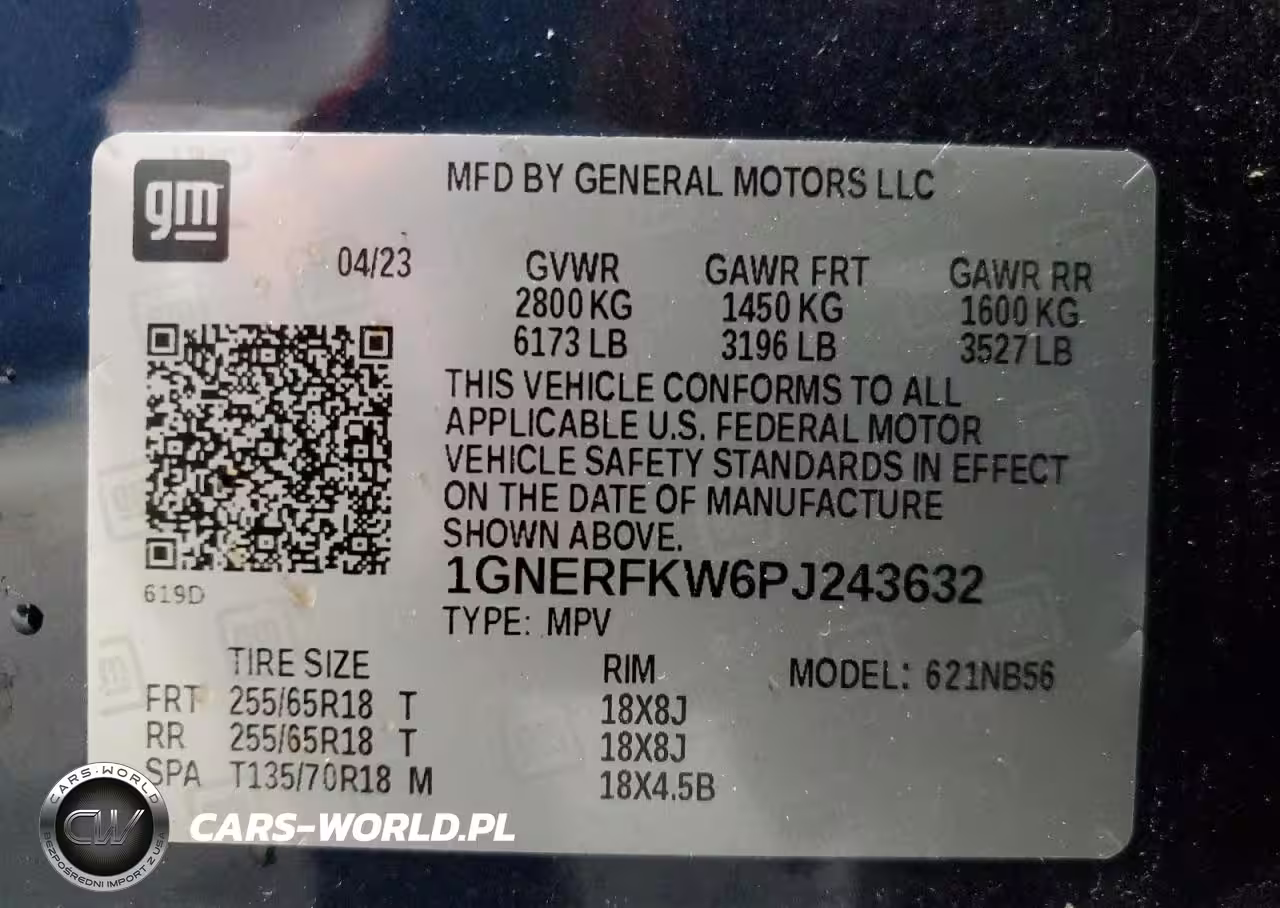 gm
MFD BY GENERAL MOTORS LLC
04/23 GVWR GAWR FRT GAWR RR
2800 KG 1450 KG 1600 KG
6173 LB 3196 LB 3527 LB
THIS VEHICLE CONFORMS TO ALL
APPLICABLE U.S. FEDERAL MOTOR
VEHICLE SAFETY STANDARDS IN EFFECT
ON THE DATE OF MANUFACTURE
SHOWN ABOVE.
1GNERFKW6PJ243632
619D
TYPE: MPV
TIRE SIZE RIM MODEL: 621NB56
FRT 255/65R18 T 18X8J
RR 255/65R18 T 18X8J
SPA T135/70R18 M 18X4.5B
CARS-WORLD
CW
BEZPOŚREDNI IMPORT Z USA
CARS-WORLD.PL